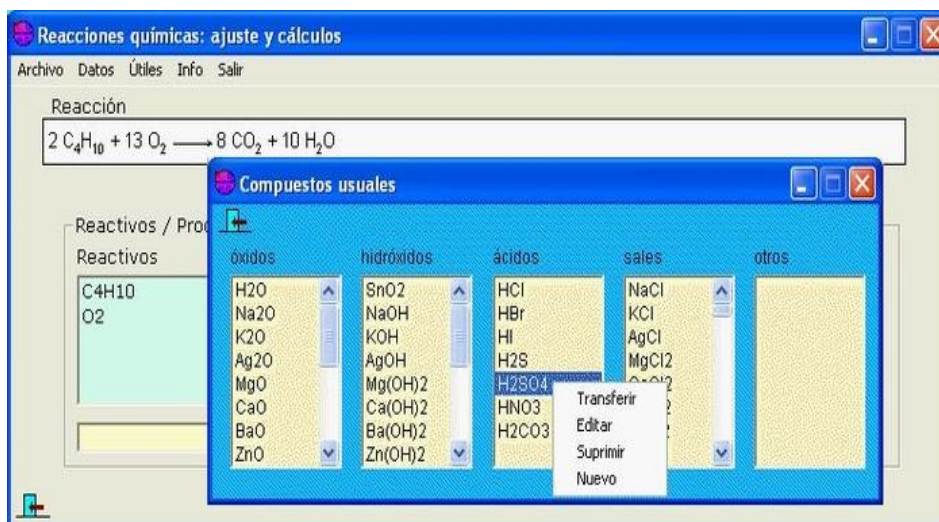 Reacciones químicas: ajuste y cálculos
Archivo Datos Útiles Info Salir
Reacción
2 C4H10 + 13 O2 ⟶ 8 CO2 + 10 H2O
Compuestos usuales
Reactivos /
Reactivos
C4H10
O2
óxidos
H2O
Na2O
K2O
Ag2O
MgO
CaO
BaO
ZnO
hidróxidos
SnO2
NaOH
KOH
AgOH
Mg(OH)2
Ca(OH)2
Ba(OH)2
Zn(OH)2
ácidos
HCl
HBr
HI
H2S
H2SO4
HNO3
H2CO3
sales
NaCl
KCl
AgCl
MgCl2
otros
Transferir
Editar
Suprimir
Nuevo